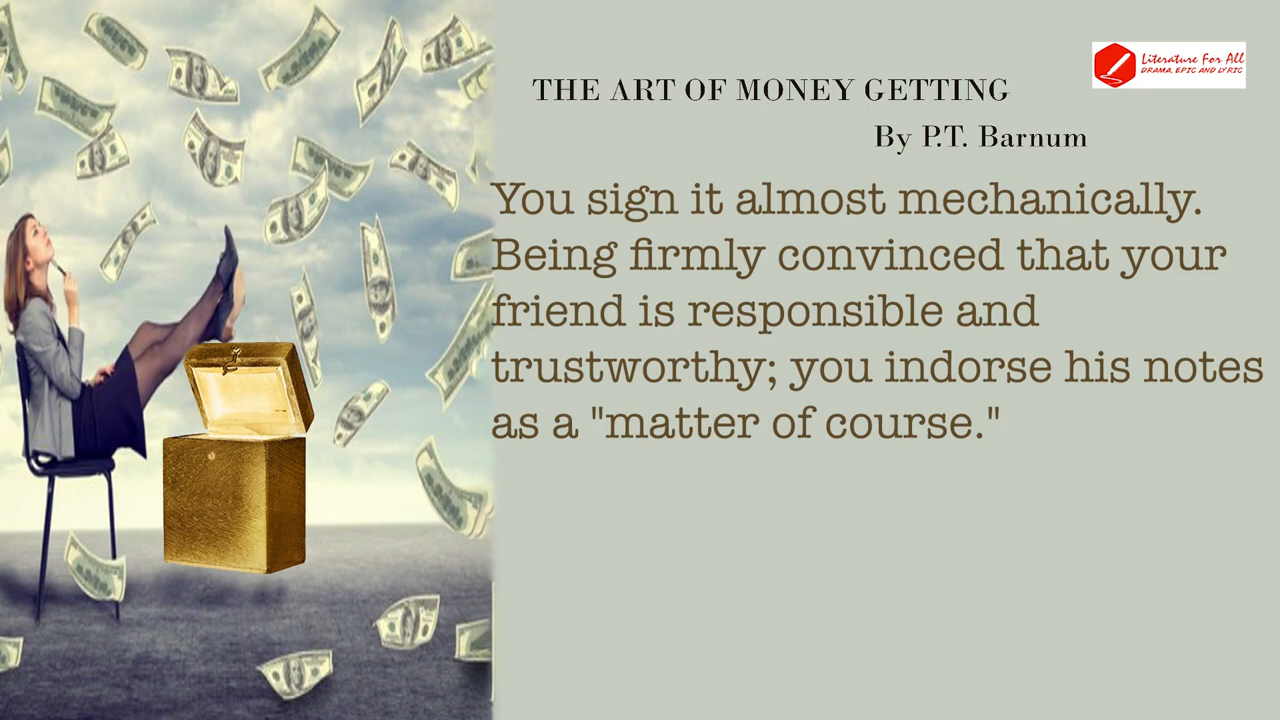 Literature For All
DRAMA, EPIC AND LYRIC
THE ART OF MONEY GETTING
By P.T. Barnum
You sign it almost mechanically.
Being firmly convinced that your
friend is responsible and
trustworthy; you indorse his notes
as a "matter of course."